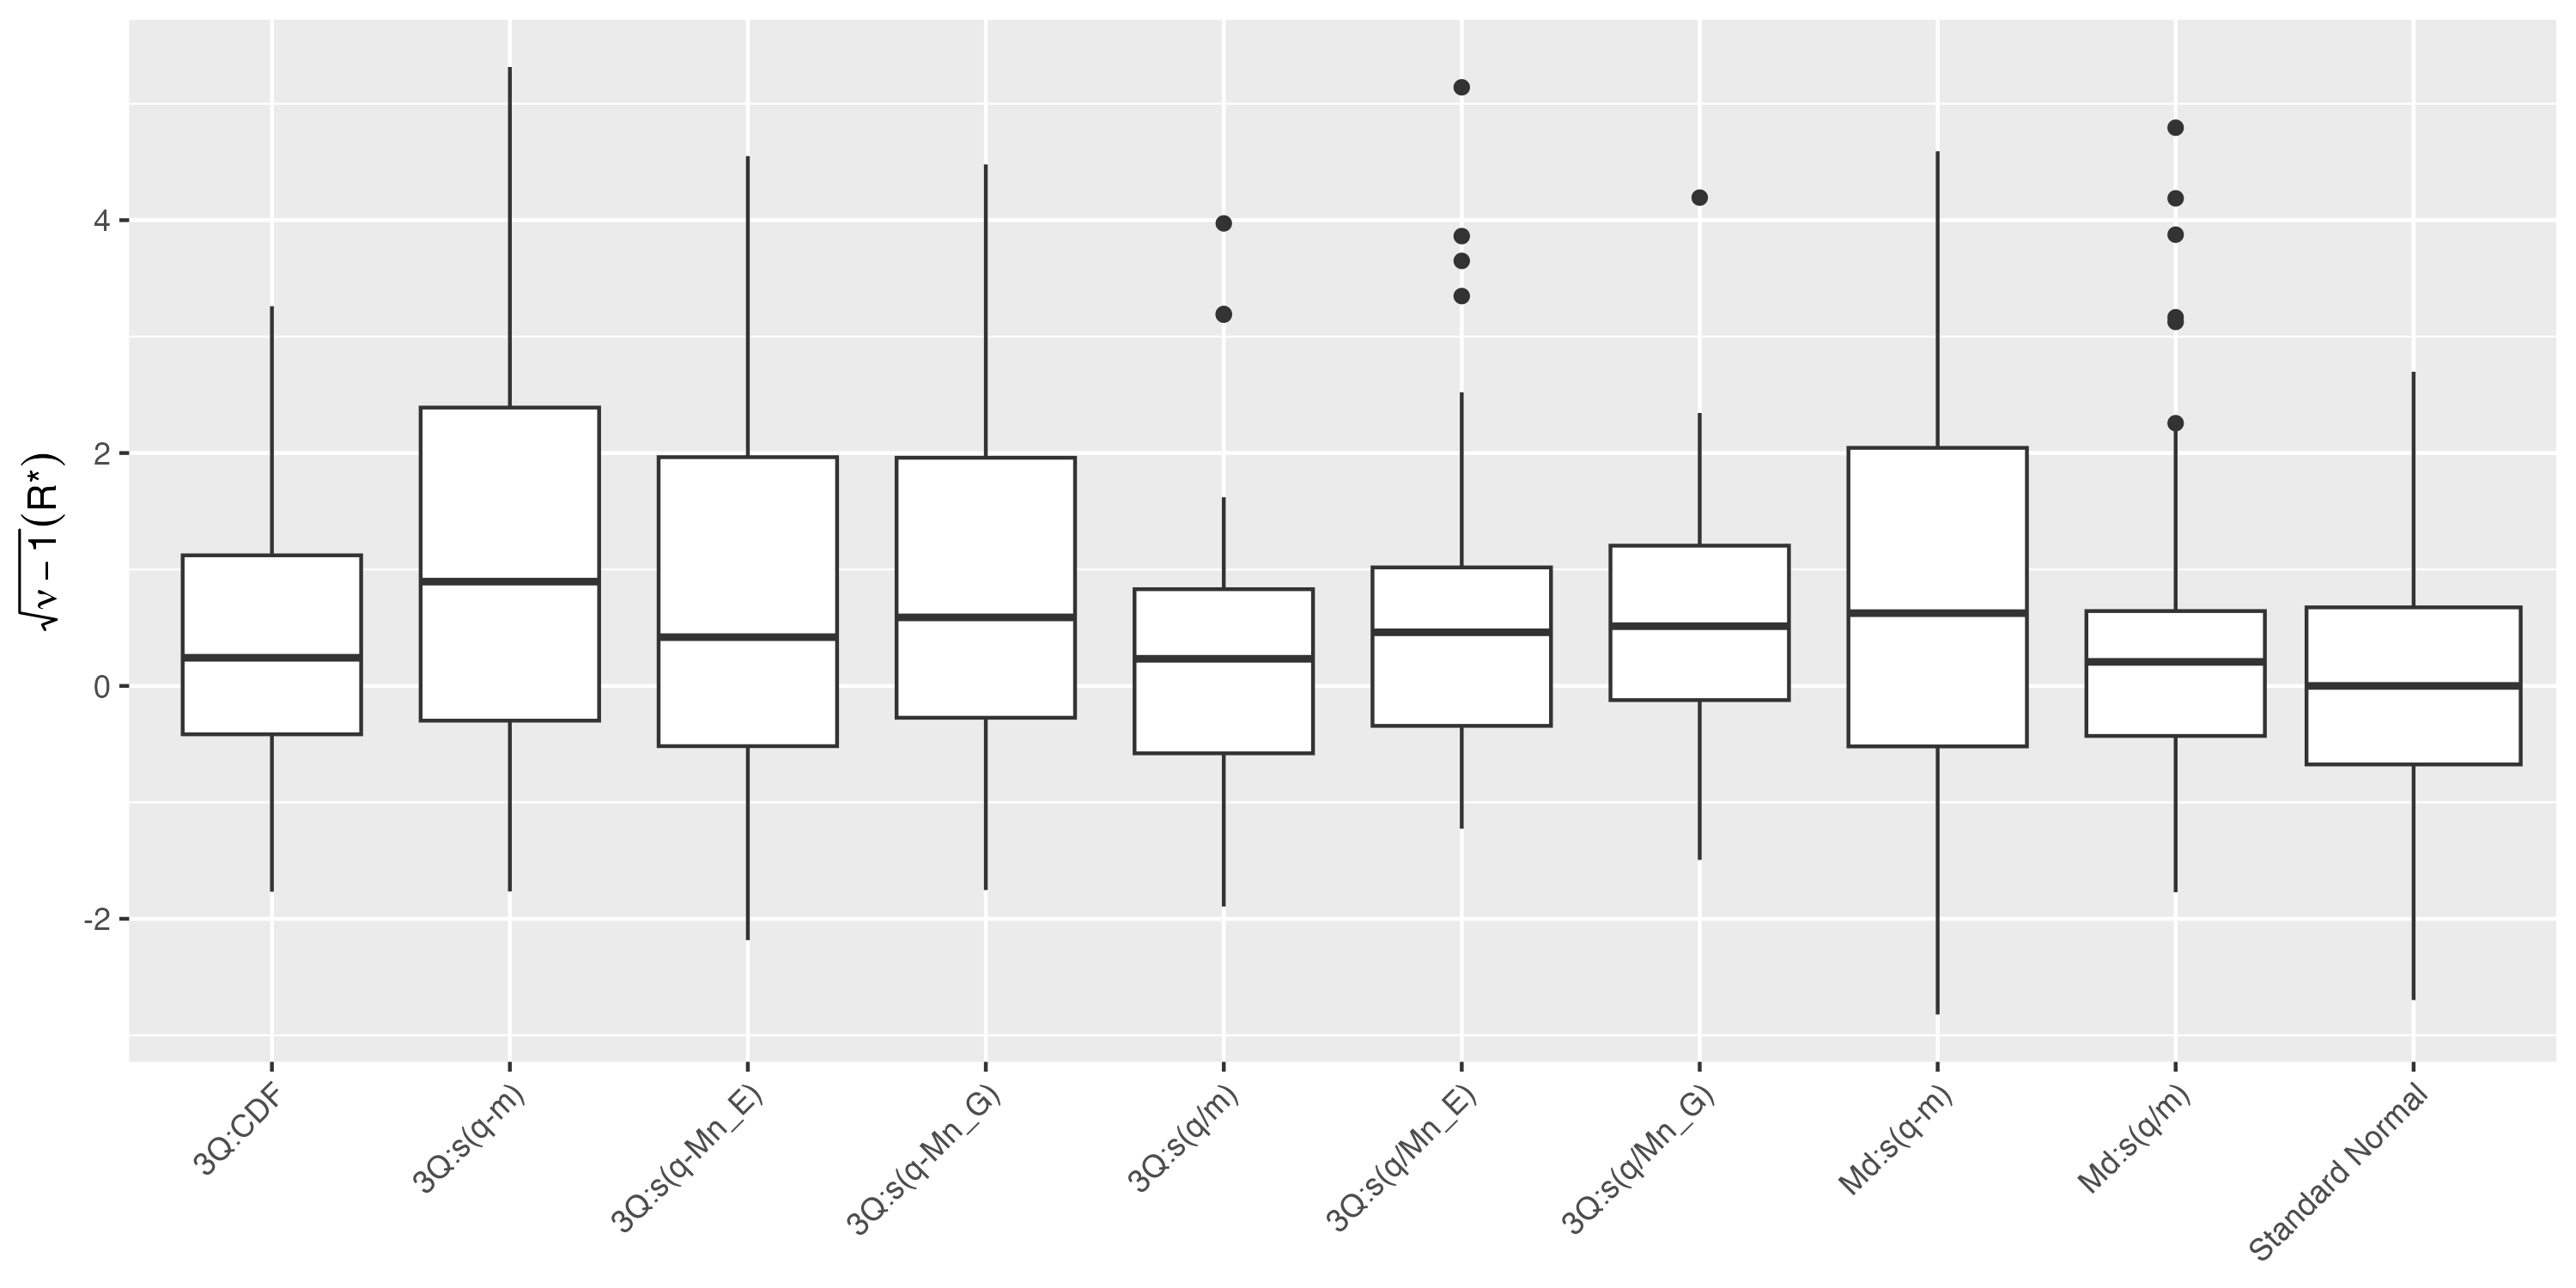 √ν − 1(R*)
4
2
0
-2
3Q:CDF
3Q:s(q-m)
3Q:s(q-Mn_E)
3Q:s(q-Mn_G)
3Q:s(q/m)
3Q:s(q/Mn_E)
3Q:s(q/Mn_G)
Md:s(q-m)
Md:s(q/m)
Standard Normal